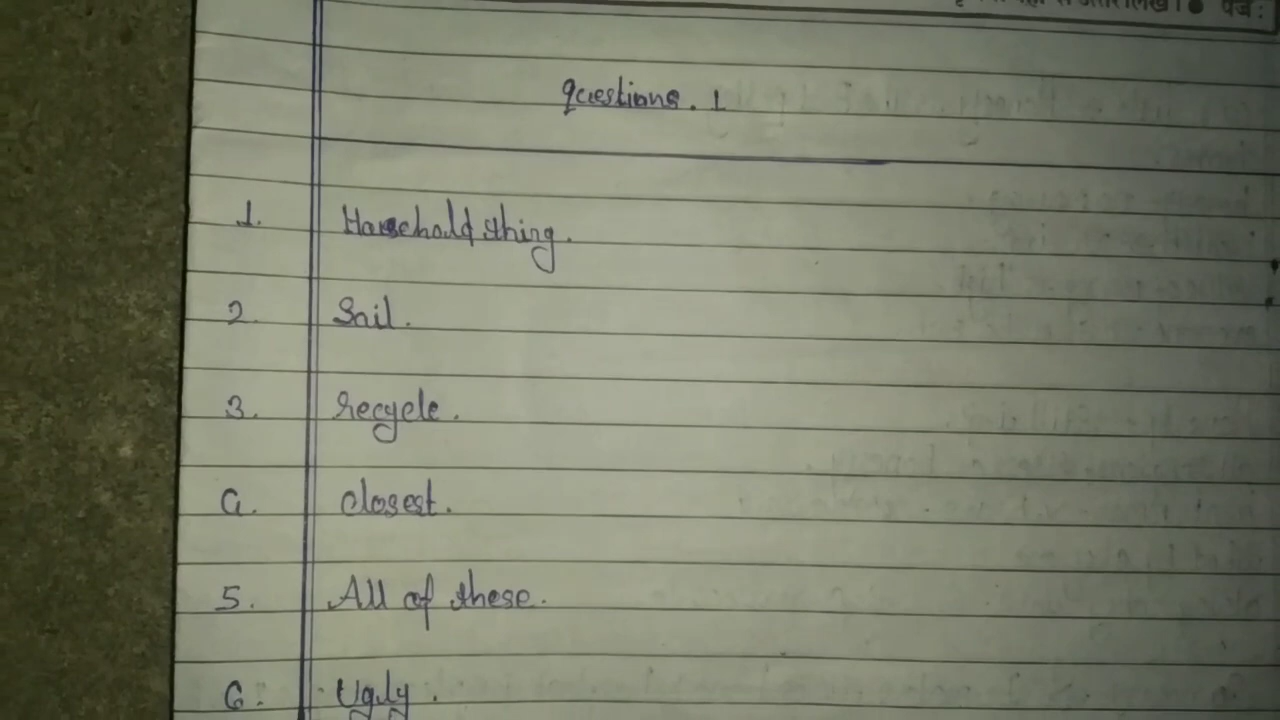 Questions. 1
1. Household thing.
2. Sail.
3. recycle.
4. closest.
5. All of these.
6. Ugly.